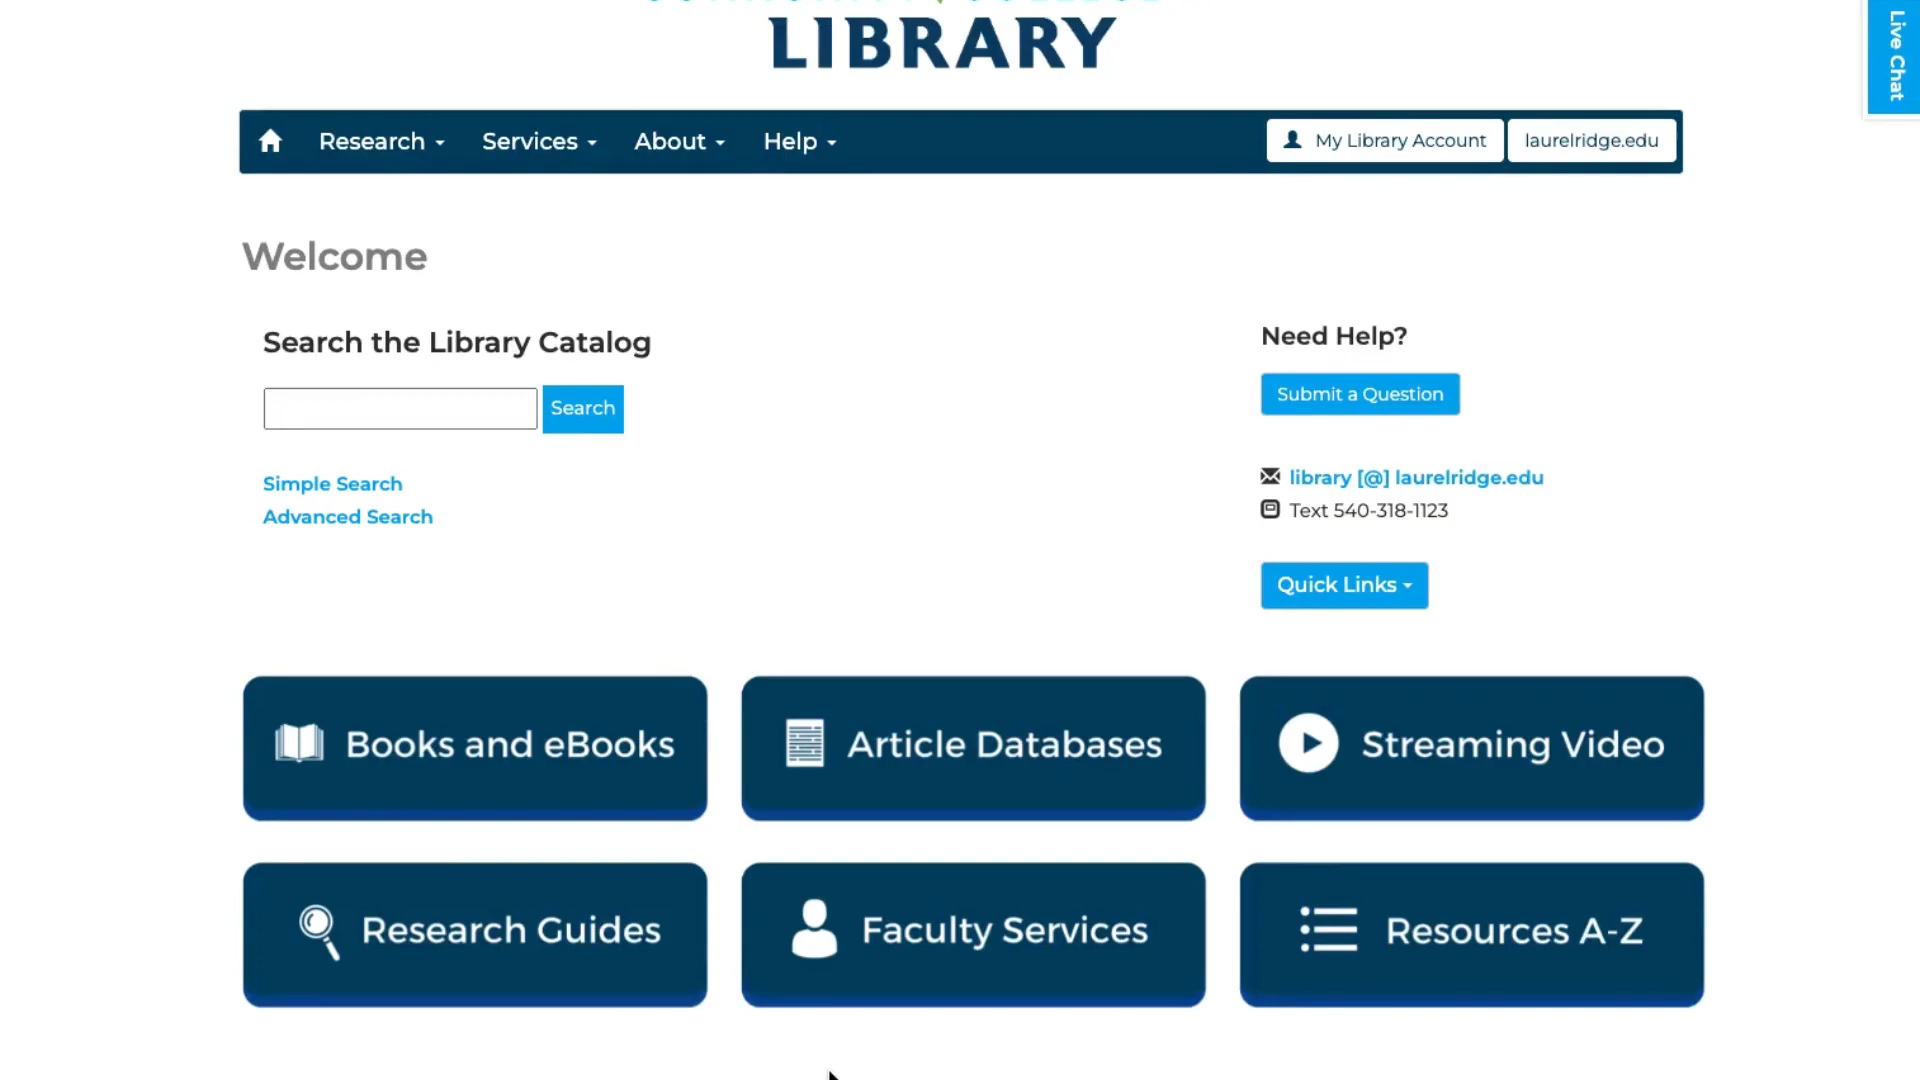 LIBRARY
Live Chat
Research
Services
About
Help
My Library Account
laurelridge.edu
Welcome
Search the Library Catalog
Search
Simple Search
Advanced Search
Need Help?
Submit a Question
library [@] laurelridge.edu
Text 540-318-1123
Quick Links
Books and eBooks
Article Databases
Streaming Video
Research Guides
Faculty Services
Resources A-Z